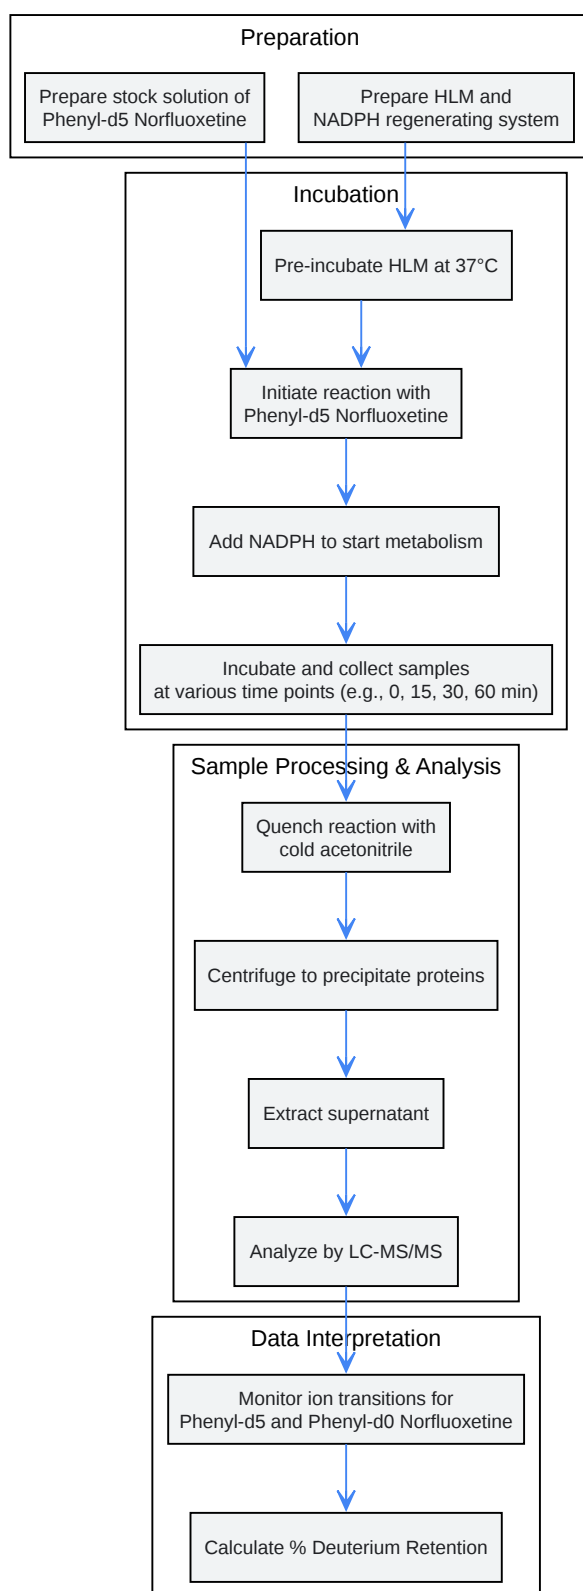 Preparation
Prepare stock solution of
Phenyl-d5 Norfluoxetine
Prepare HLM and
NADPH regenerating system
Incubation
Pre-incubate HLM at 37°C
Initiate reaction with
Phenyl-d5 Norfluoxetine
Add NADPH to start metabolism
Incubate and collect samples
at various time points (e.g., 0, 15, 30, 60 min)
Sample Processing & Analysis
Quench reaction with
cold acetonitrile
Centrifuge to precipitate proteins
Extract supernatant
Analyze by LC-MS/MS
Data Interpretation
Monitor ion transitions for
Phenyl-d5 and Phenyl-d0 Norfluoxetine
Calculate % Deuterium Retention